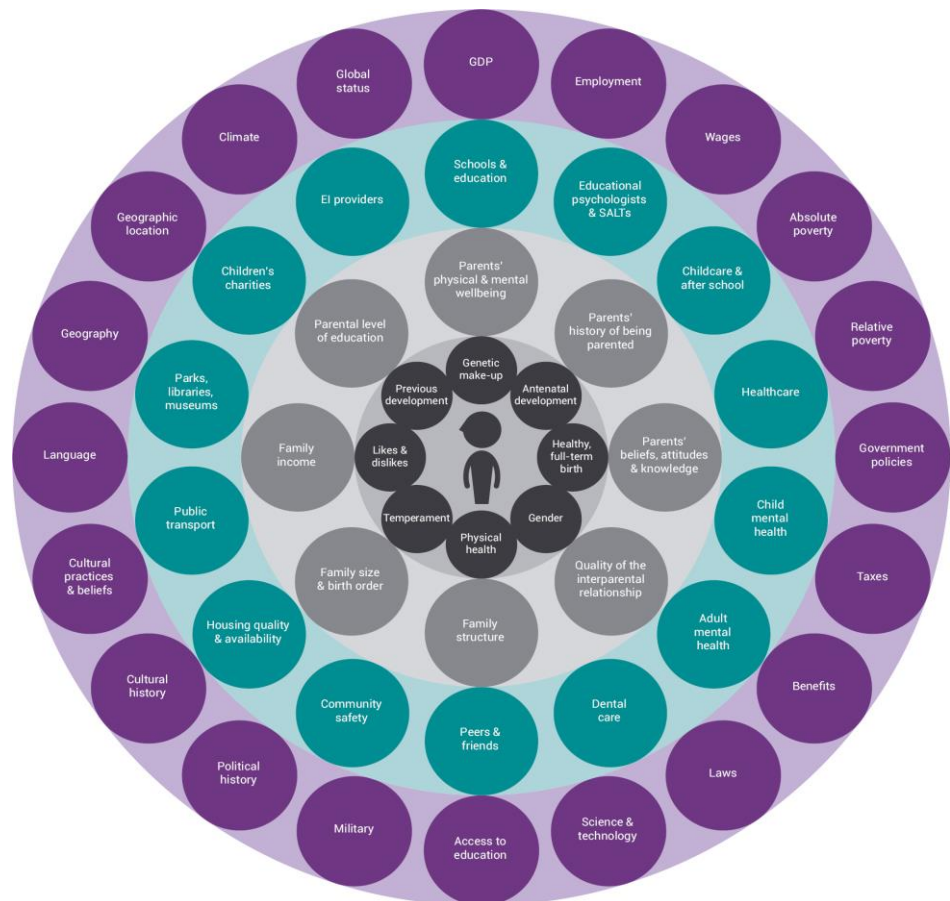 GDP
Employment
Wages
Absolute
poverty
Relative
poverty
Government
policies
Taxes
Benefits
Laws
Science &
technology
Access to
education
Military
Political
history
Cultural
history
Cultural
practices
& beliefs
Language
Geography
Geographic
location
Climate
Global
status
Schools &
education
Educational
psychologists
& SALTs
Childcare &
after school
Healthcare
Child
mental
health
Adult
mental
health
Dental
care
Peers &
friends
Community
safety
Housing quality
& availability
Public
transport
Parks,
libraries,
museums
Children's
charities
EI providers
Parents'
physical & mental
wellbeing
Parents'
history of being
parented
Parents'
beliefs, attitudes
& knowledge
Quality of the
interparental
relationship
Family
structure
Family size
& birth order
Family
income
Parental level
of education
Genetic
make-up
Antenatal
development
Healthy,
full-term
birth
Gender
Physical
health
Temperament
Likes &
dislikes
Previous
development